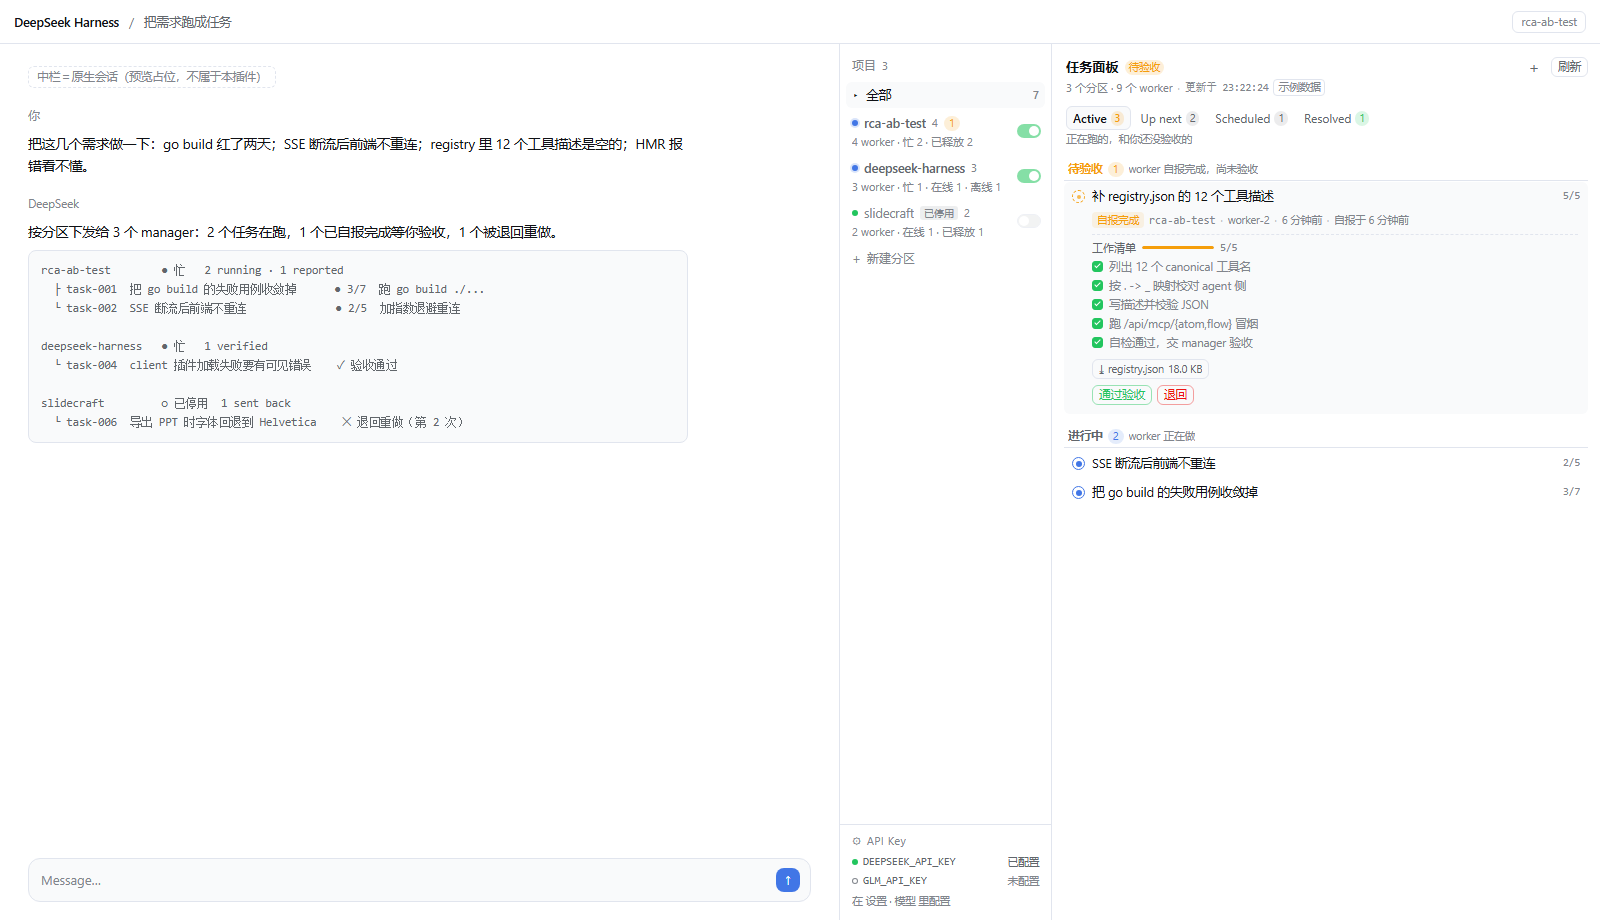 DeepSeek Harness / 把需求跑成任务
rca-ab-test
中栏＝原生会话（预览占位，不属于本插件）
你
把这几个需求做一下：go build 红了两天；SSE 断流后前端不重连；registry 里 12 个工具描述是空的；HMR 报
错看不懂。
DeepSeek
按分区下发给 3 个 manager：2 个任务在跑，1 个已自报完成等你验收，1 个被退回重做。
rca-ab-test ● 忙 2 running · 1 reported
├ task-001 把 go build 的失败用例收敛掉 ● 3/7 跑 go build ./...
└ task-002 SSE 断流后前端不重连 ● 2/5 加指数退避重连
deepseek-harness ● 忙 1 verified
└ task-004 client 插件加载失败要有可见错误 ✓ 验收通过
slidecraft ○ 已停用 1 sent back
└ task-006 导出 PPT 时字体回退到 Helvetica ✕ 退回重做（第 2 次）
Message...
↑
项目 3
▸ 全部 7
rca-ab-test 4 1
4 worker · 忙 2 · 已释放 2
deepseek-harness 3
3 worker · 忙 1 · 在线 1 · 离线 1
slidecraft 已停用 2
2 worker · 在线 1 · 已释放 1
+ 新建分区
⚙ API Key
● DEEPSEEK_API_KEY 已配置
○ GLM_API_KEY 未配置
在 设置 · 模型 里配置
任务面板 待验收
+ 刷新
3 个分区 · 9 个 worker · 更新于 23:22:24 示例数据
Active 3 Up next 2 Scheduled 1 Resolved 1
正在跑的，和你还没验收的
待验收 1 worker 自报完成，尚未验收
补 registry.json 的 12 个工具描述 5/5
自报完成 rca-ab-test · worker-2 · 6 分钟前 · 自报于 6 分钟前
工作清单 5/5
列出 12 个 canonical 工具名
按 . -> _ 映射校对 agent 侧
写描述并校验 JSON
跑 /api/mcp/{atom,flow} 冒烟
自检通过，交 manager 验收
↓ registry.json 18.0 KB
通过验收 退回
进行中 2 worker 正在做
SSE 断流后前端不重连 2/5
把 go build 的失败用例收敛掉 3/7